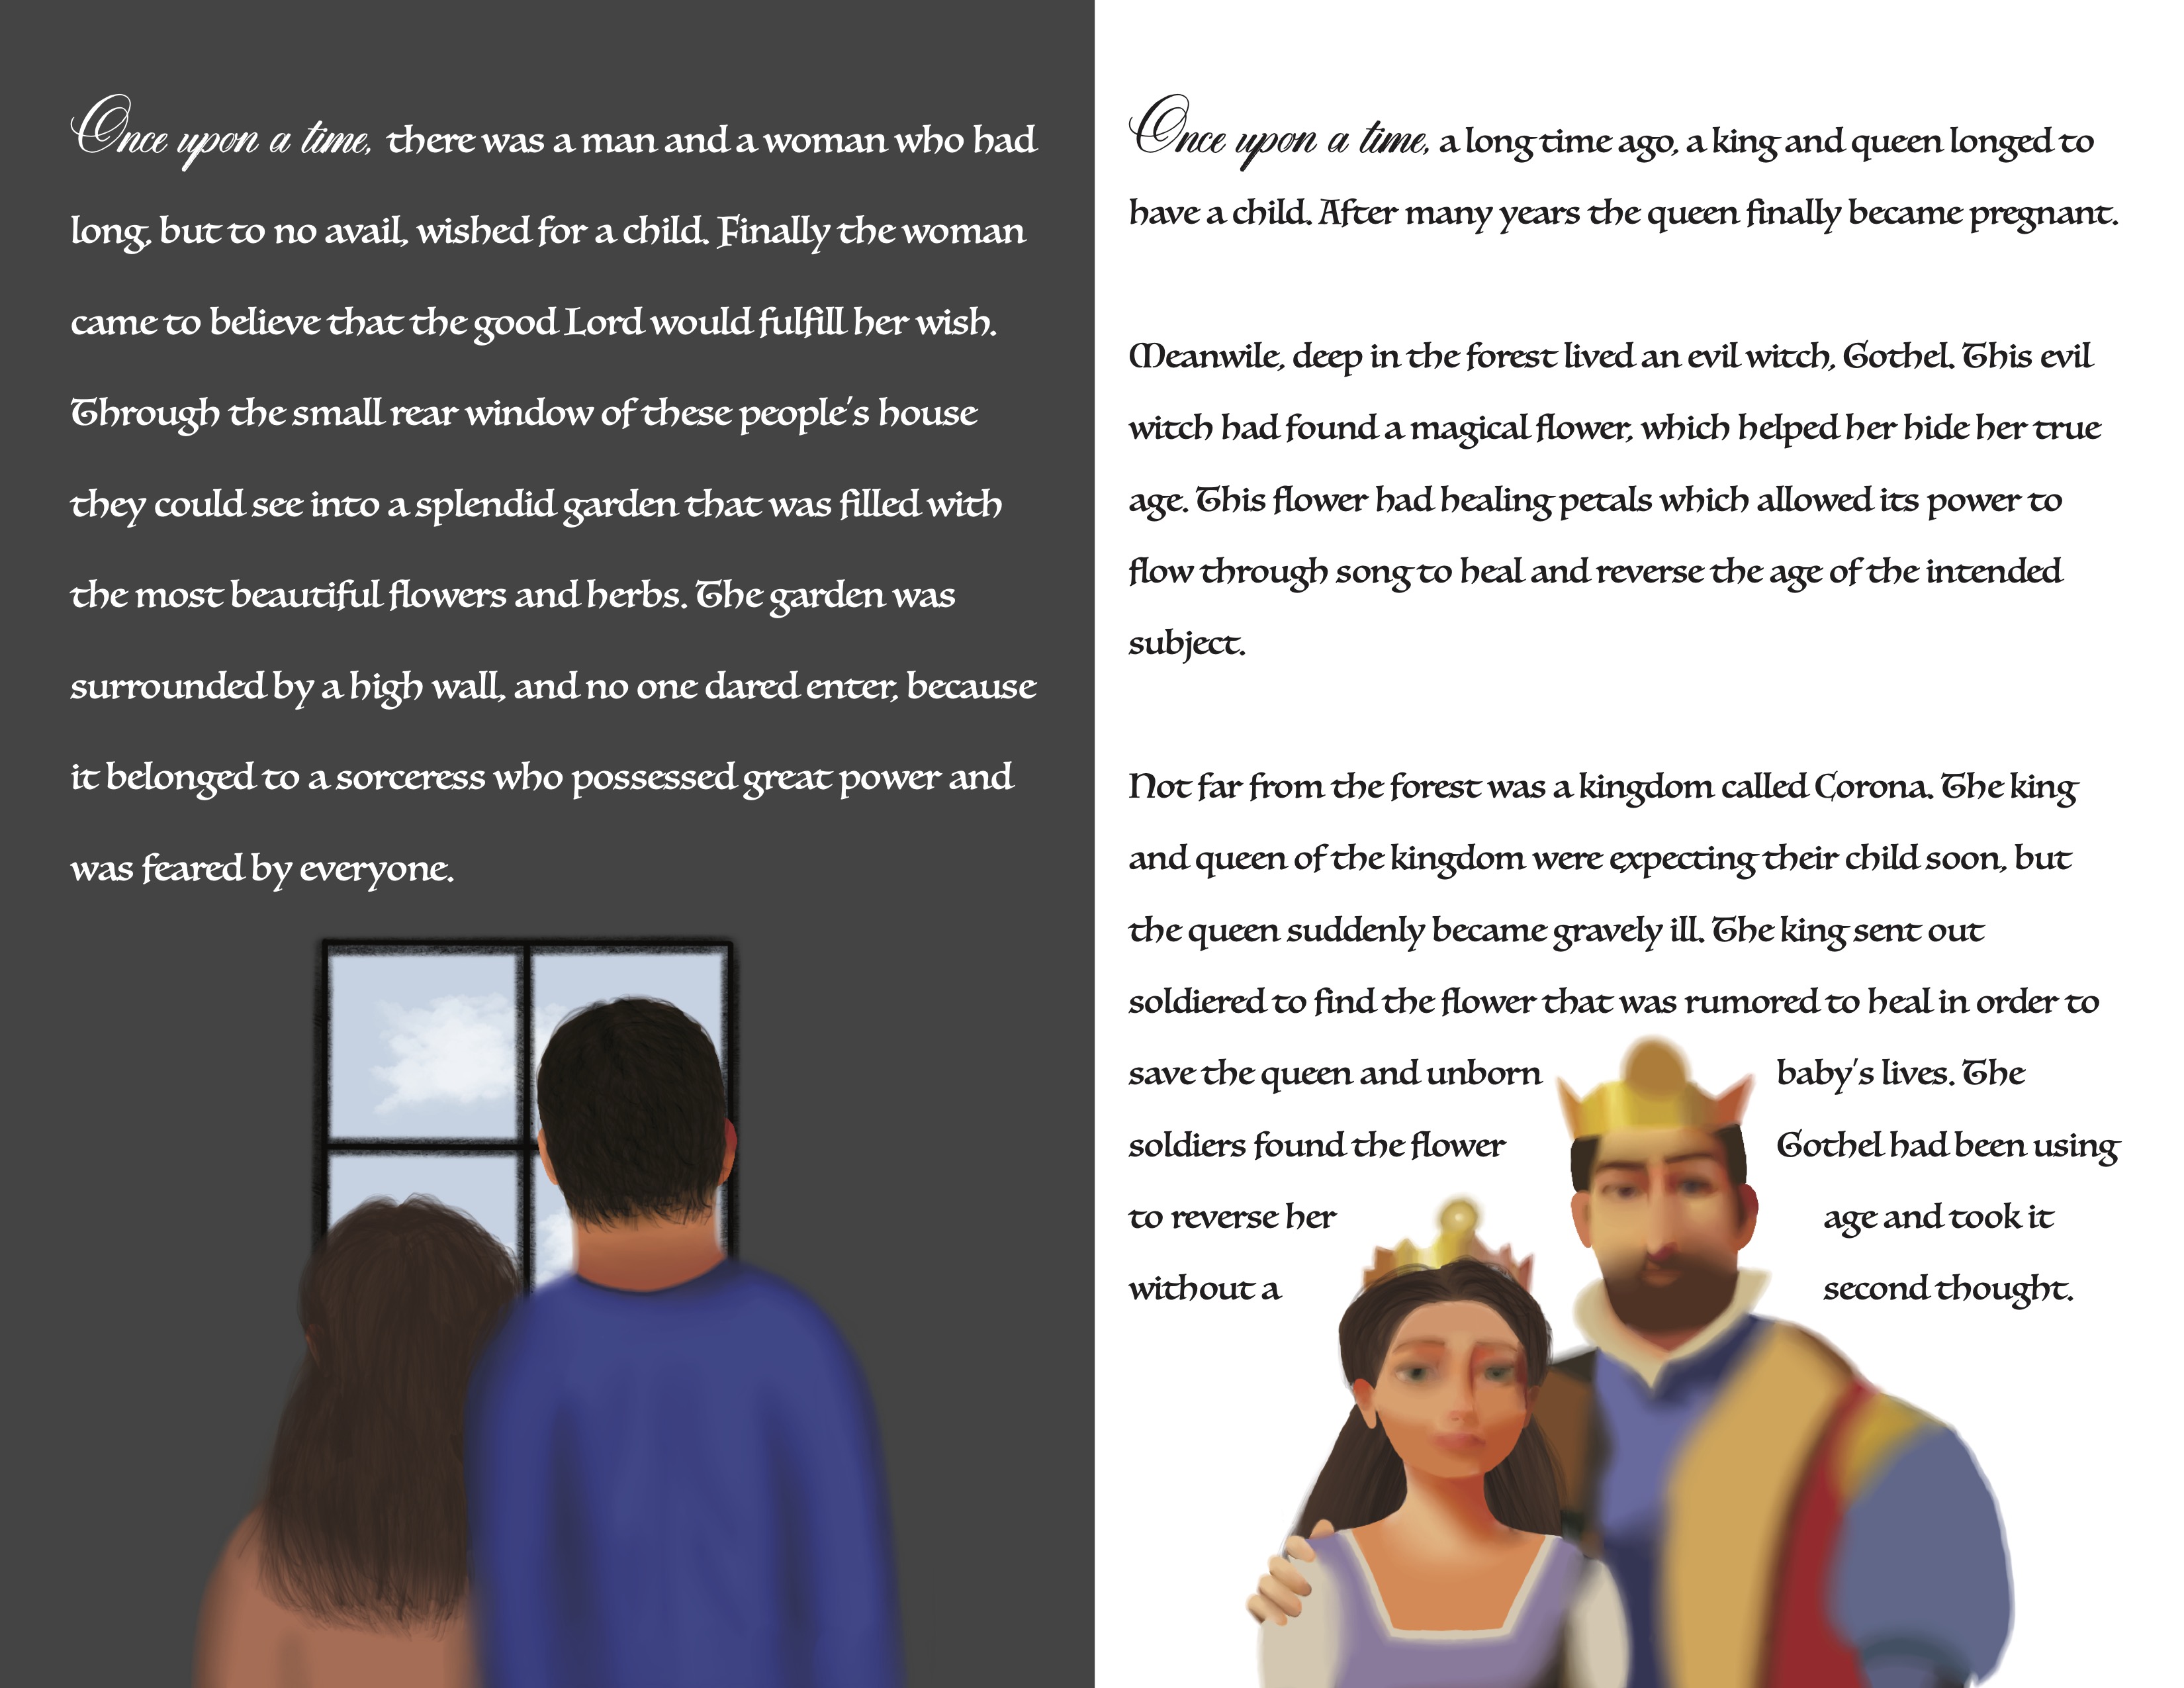 Once upon a time, there was a man and a woman who had
long, but to no avail, wished for a child. Finally the woman
came to believe that the good Lord would fulfill her wish.
Through the small rear window of these people's house
they could see into a splendid garden that was filled with
the most beautiful flowers and herbs. The garden was
surrounded by a high wall, and no one dared enter, because
it belonged to a sorceress who possessed great power and
was feared by everyone.
Once upon a time, a long time ago, a king and queen longed to
have a child. After many years the queen finally became pregnant.
Meanwile, deep in the forest lived an evil witch, Gothel. This evil
witch had found a magical flower, which helped her hide her true
age. This flower had healing petals which allowed its power to
flow through song to heal and reverse the age of the intended
subject.
Not far from the forest was a kingdom called Corona. The king
and queen of the kingdom were expecting their child soon, but
the queen suddenly became gravely ill. The king sent out
soldiered to find the flower that was rumored to heal in order to
save the queen and unborn baby's lives. The
soldiers found the flower Gothel had been using
to reverse her age and took it
without a second thought.